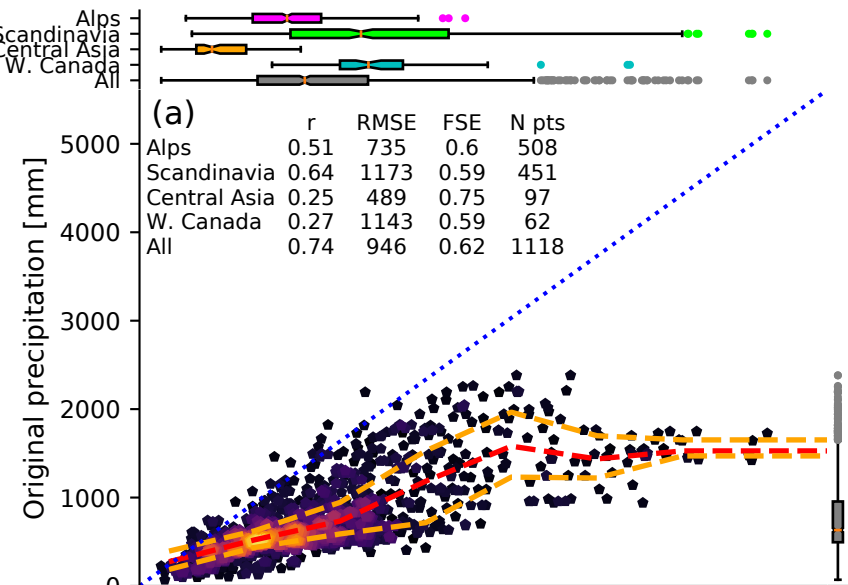 Alps
Scandinavia
Central Asia
W. Canada
All
(a)
r RMSE FSE N pts
Alps 0.51 735 0.6 508
Scandinavia 0.64 1173 0.59 451
Central Asia 0.25 489 0.75 97
W. Canada 0.27 1143 0.59 62
All 0.74 946 0.62 1118
Original precipitation [mm]
5000
4000
3000
2000
1000
0